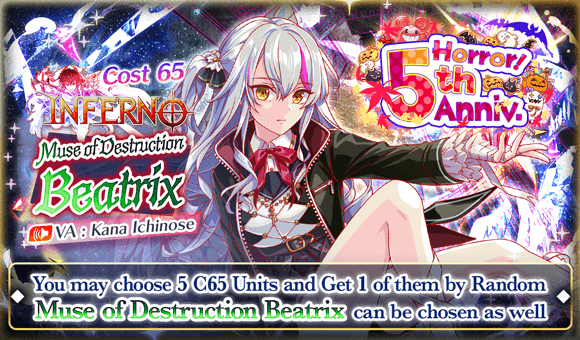 Cost 65
INFERNO
Muse of Destruction
Beatrix
VA : Kana Ichinose
Horror!
5th
Anniv.
You may choose 5 C65 Units and Get 1 of them by Random
Muse of Destruction Beatrix can be chosen as well